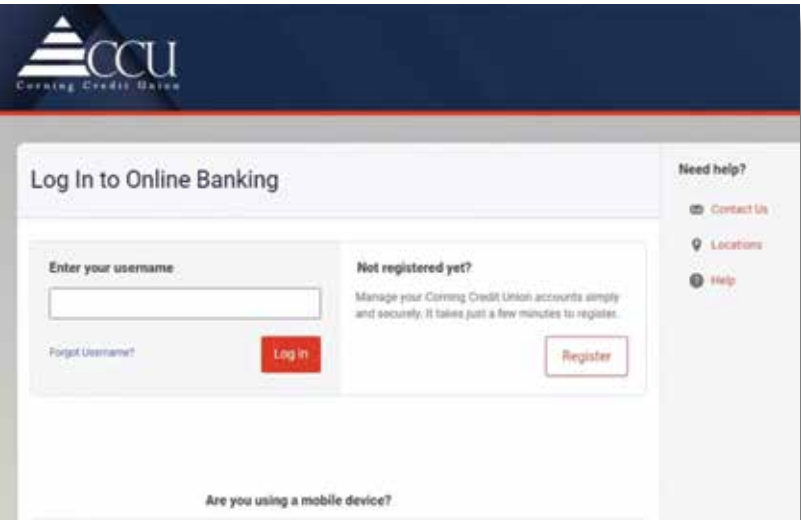 CCU
Corning Credit Union
Log In to Online Banking
Enter your username
Forgot Username?
Log in
Not registered yet?
Manage your Corning Credit Union accounts simply
and securely. It takes just a few minutes to register.
Register
Need help?
Contact Us
Locations
Help
Are you using a mobile device?